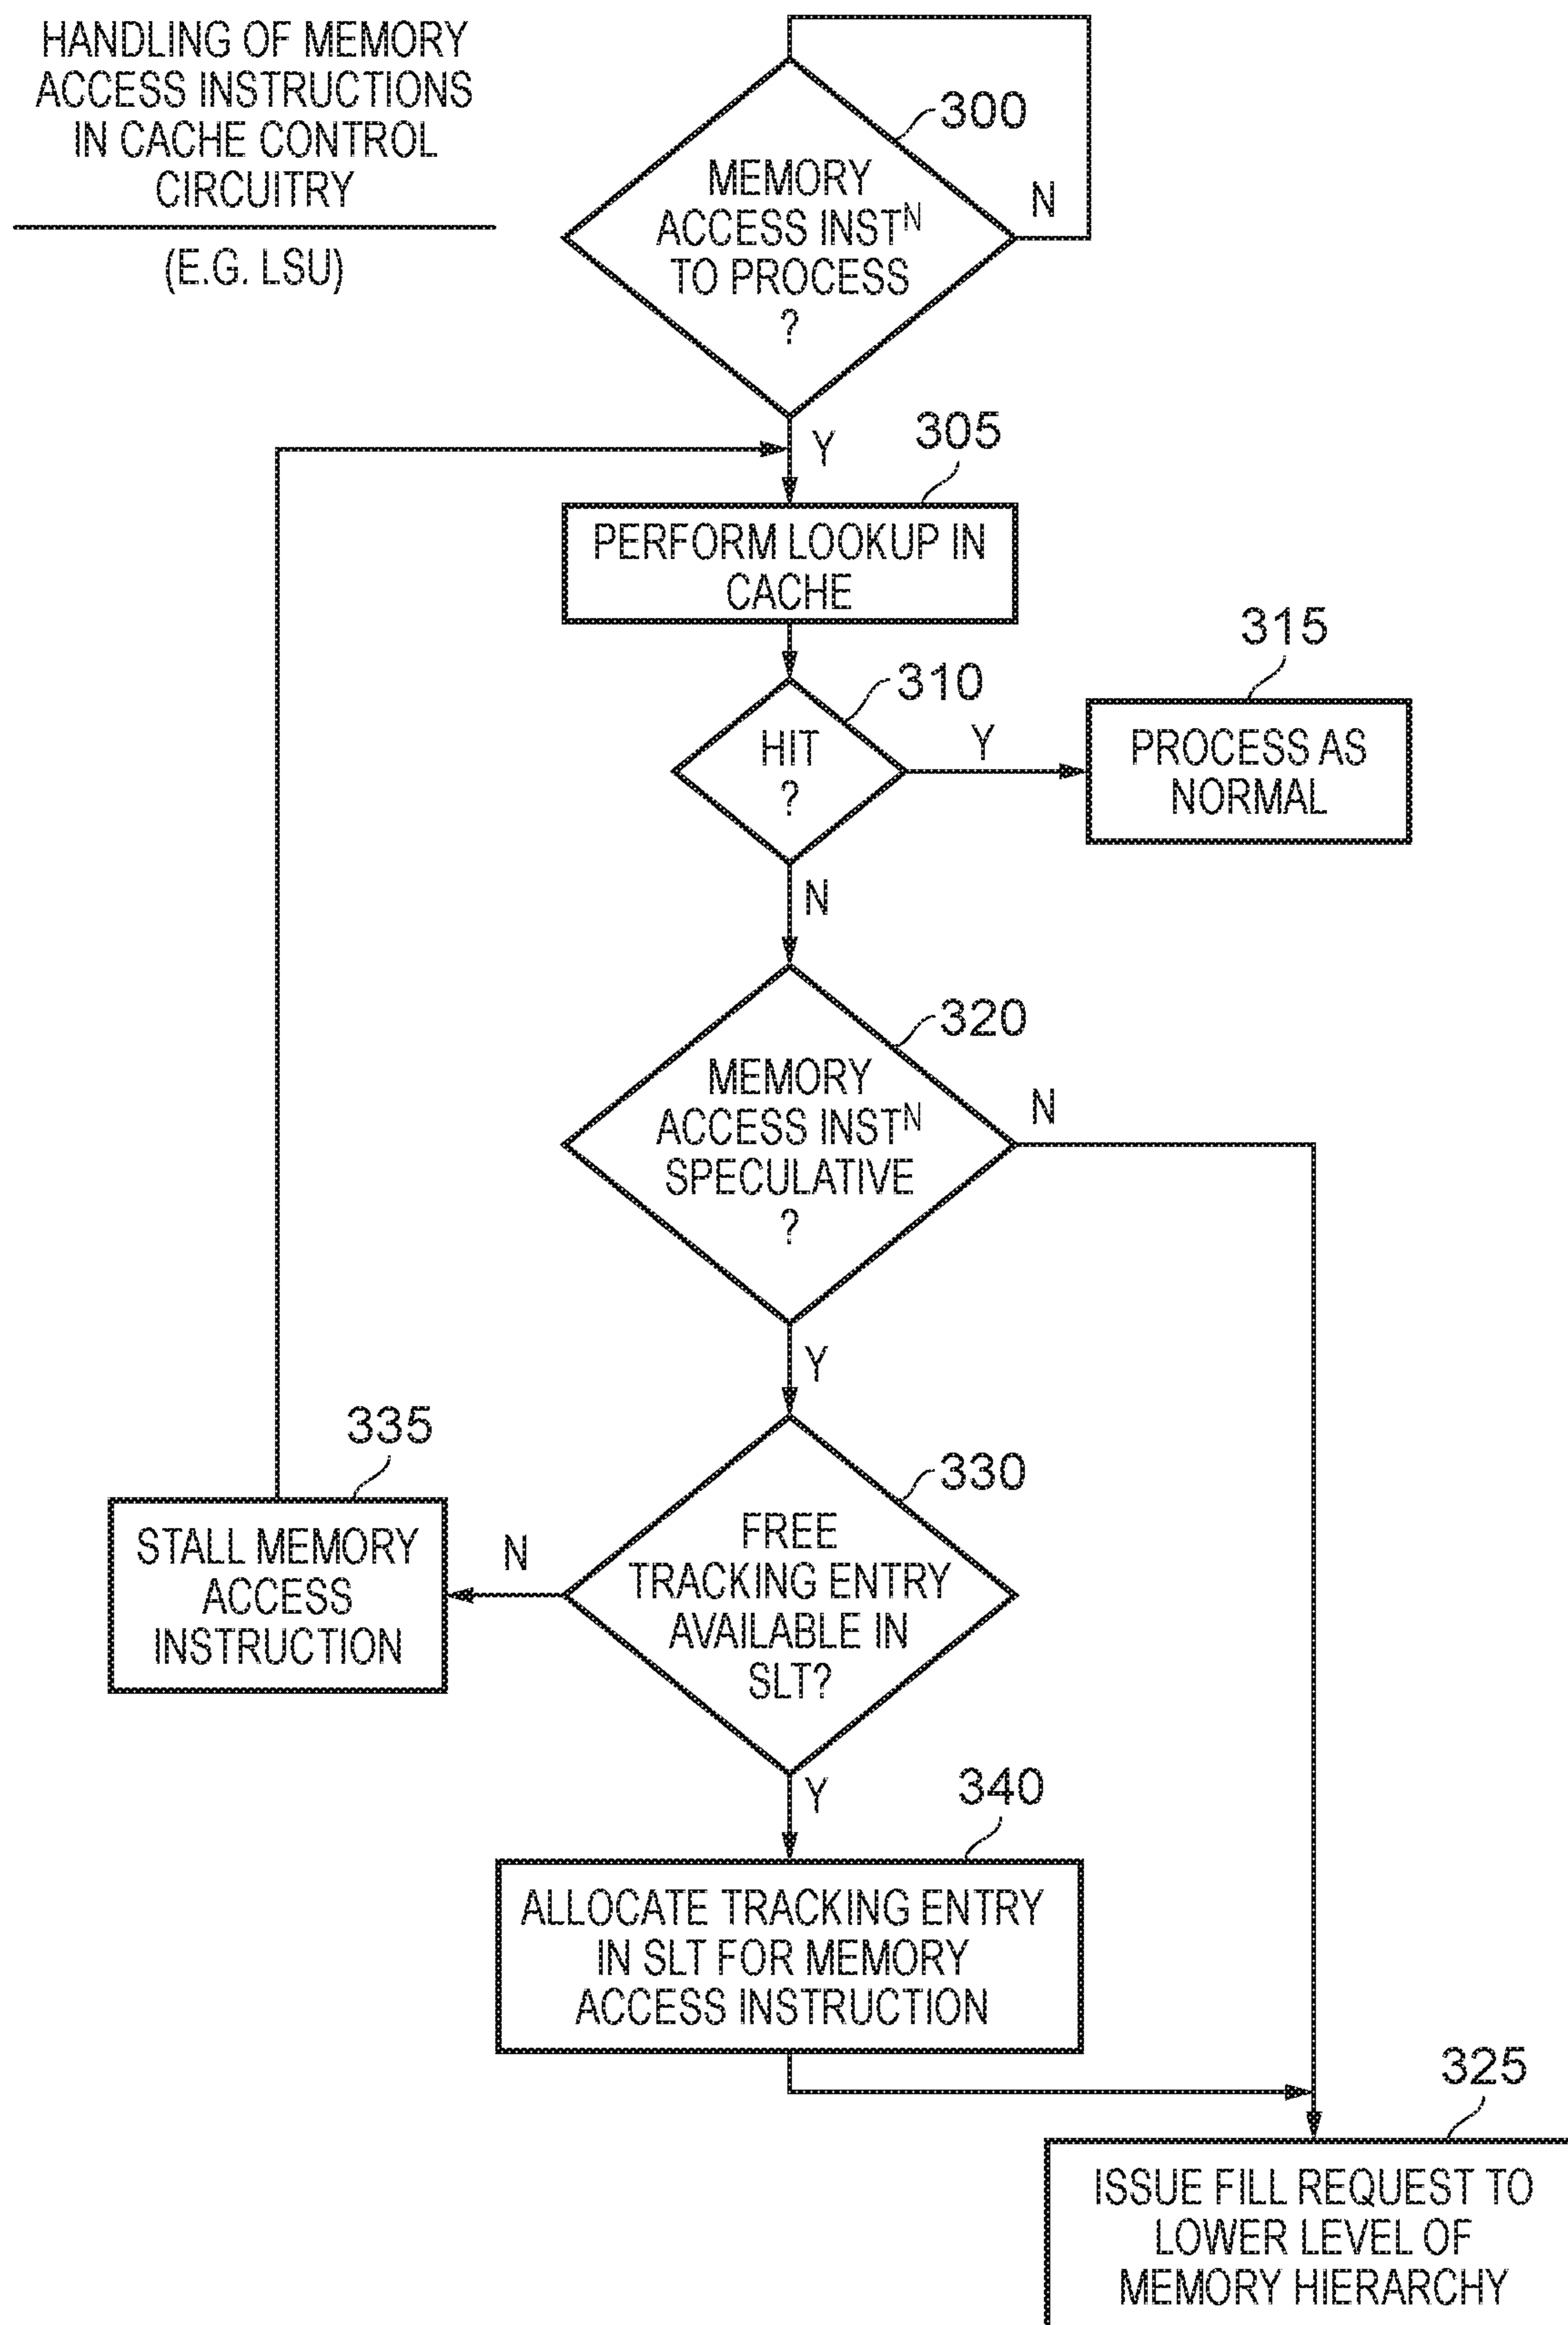 HANDLING OF MEMORY
ACCESS INSTRUCTIONS
IN CACHE CONTROL
CIRCUITRY
(E.G. LSU)
300
MEMORY
ACCESS INSTᴺ
TO PROCESS
?
N
Y
305
PERFORM LOOKUP IN
CACHE
310
HIT
?
Y
315
PROCESS AS
NORMAL
N
320
MEMORY
ACCESS INSTᴺ
SPECULATIVE
?
N
Y
330
FREE
TRACKING ENTRY
AVAILABLE IN
SLT?
N
335
STALL MEMORY
ACCESS
INSTRUCTION
Y
340
ALLOCATE TRACKING ENTRY
IN SLT FOR MEMORY
ACCESS INSTRUCTION
325
ISSUE FILL REQUEST TO
LOWER LEVEL OF
MEMORY HIERARCHY